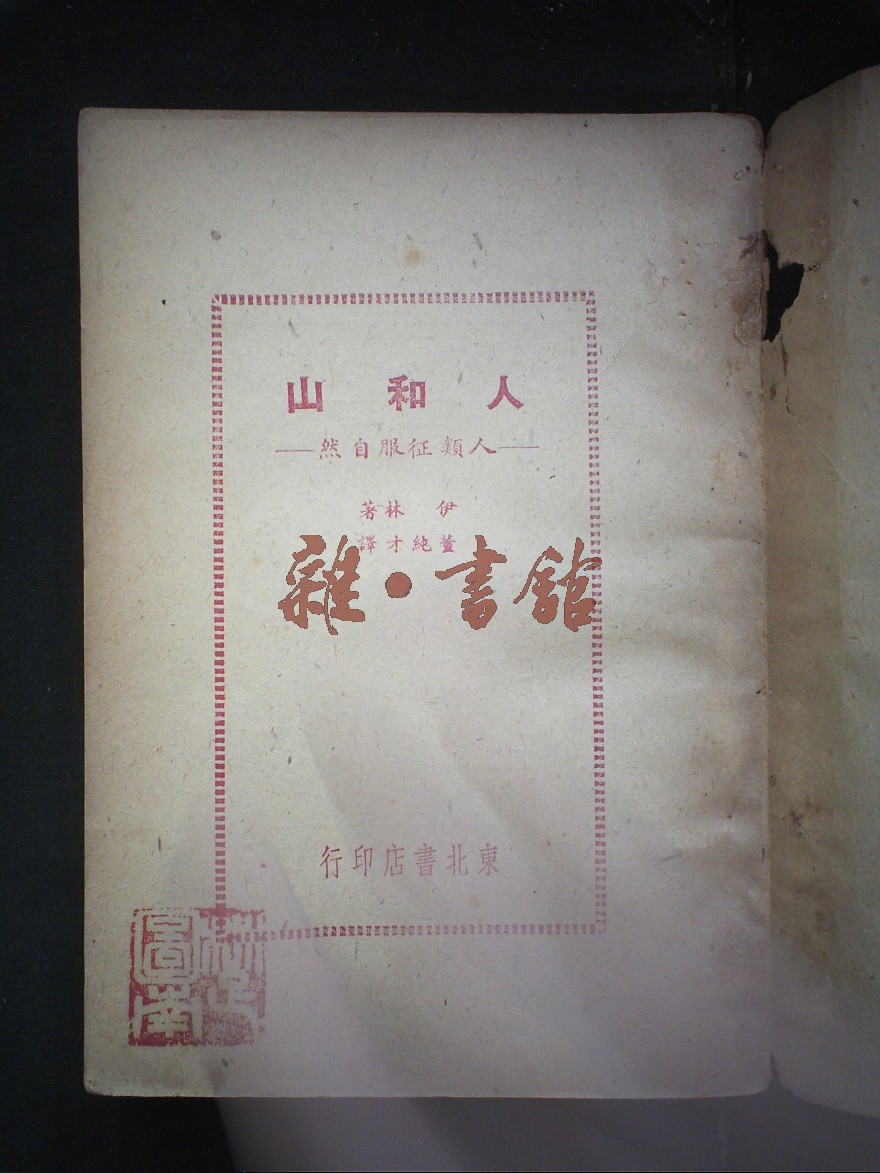 人和山
——人類征服自然——
伊林著
董純才譯
雜·書館
東北書店印行